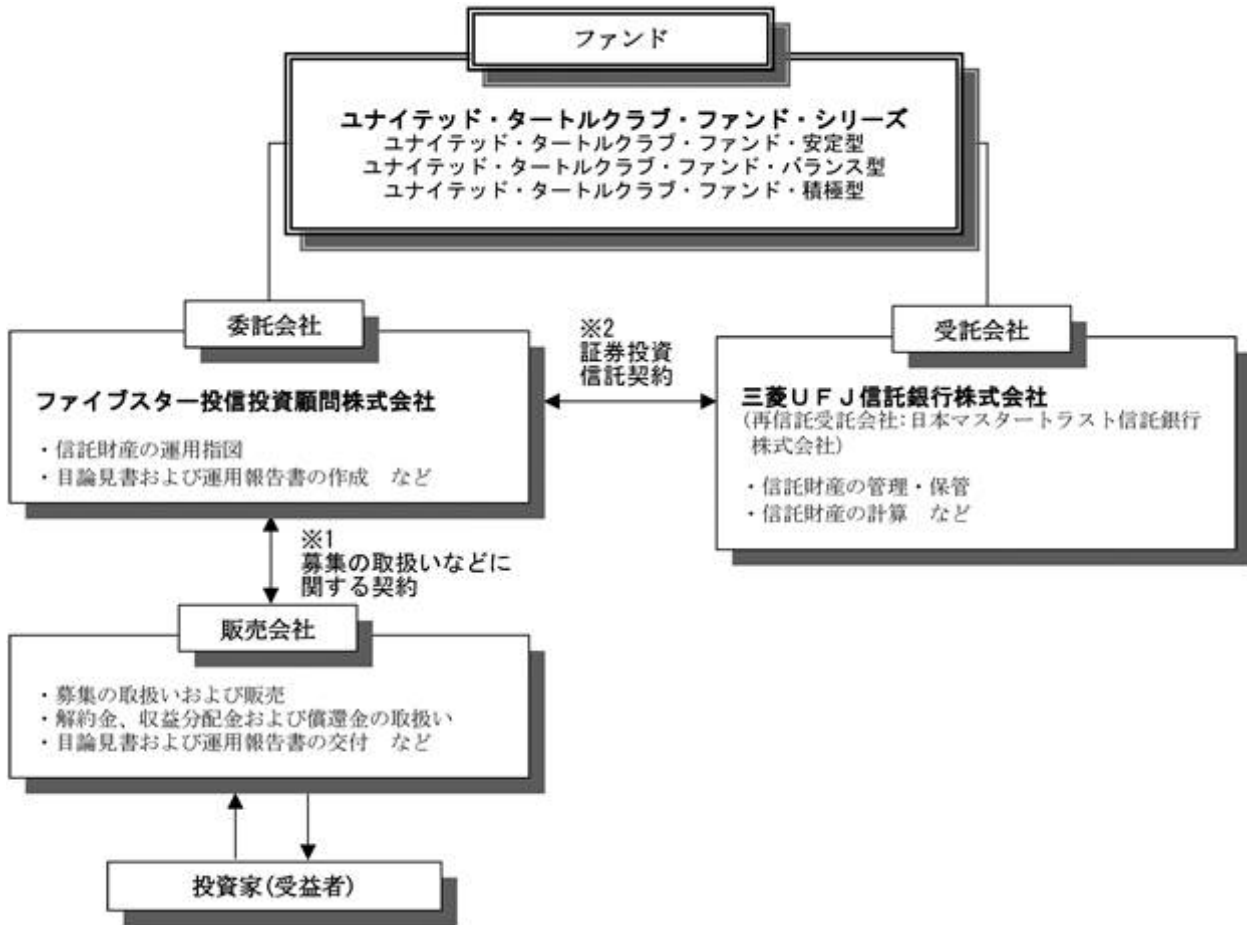 ファンド
ユナイテッド・タートルクラブ・ファンド・シリーズ
ユナイテッド・タートルクラブ・ファンド・安定型
ユナイテッド・タートルクラブ・ファンド・バランス型
ユナイテッド・タートルクラブ・ファンド・積極型
委託会社
ファイブスター投信投資顧問株式会社
・信託財産の運用指図
・目論見書および運用報告書の作成 など
※2
証券投資
信託契約
受託会社
三菱UFJ信託銀行株式会社
(再信託受託会社:日本マスタートラスト信託銀行
株式会社)
・信託財産の管理・保管
・信託財産の計算 など
※1
募集の取扱いなどに
関する契約
販売会社
・募集の取扱いおよび販売
・解約金、収益分配金および償還金の取扱い
・目論見書および運用報告書の交付 など
投資家(受益者)